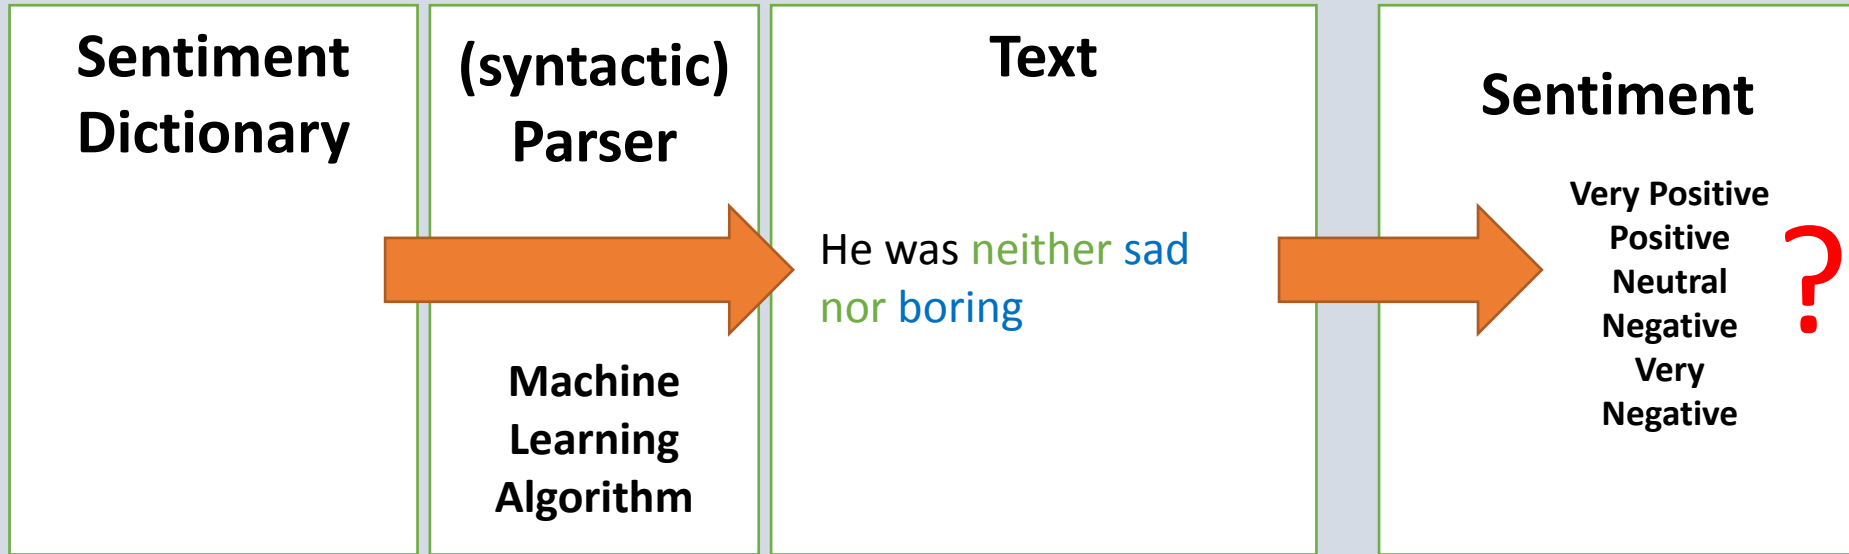 Sentiment
Dictionary
(syntactic)
Parser
Machine
Learning
Algorithm
Text
He was neither sad
nor boring
Sentiment
Very Positive
Positive
Neutral
Negative
Very
Negative
?